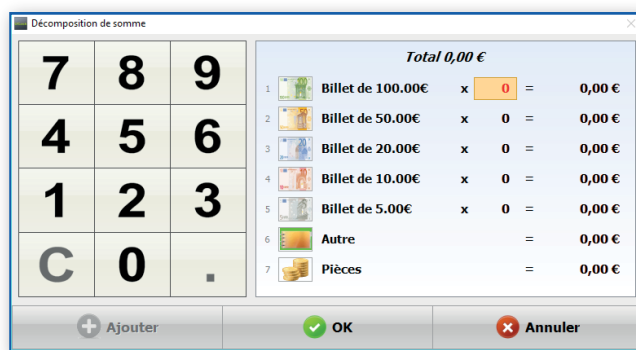 Décomposition de somme
7 8 9
4 5 6
1 2 3
C 0 .
Total 0,00 €
1 Billet de 100.00€ x 0 = 0,00 €
2 Billet de 50.00€ x 0 = 0,00 €
3 Billet de 20.00€ x 0 = 0,00 €
4 Billet de 10.00€ x 0 = 0,00 €
5 Billet de 5.00€ x 0 = 0,00 €
6 Autre = 0,00 €
7 Pièces = 0,00 €
Ajouter OK Annuler